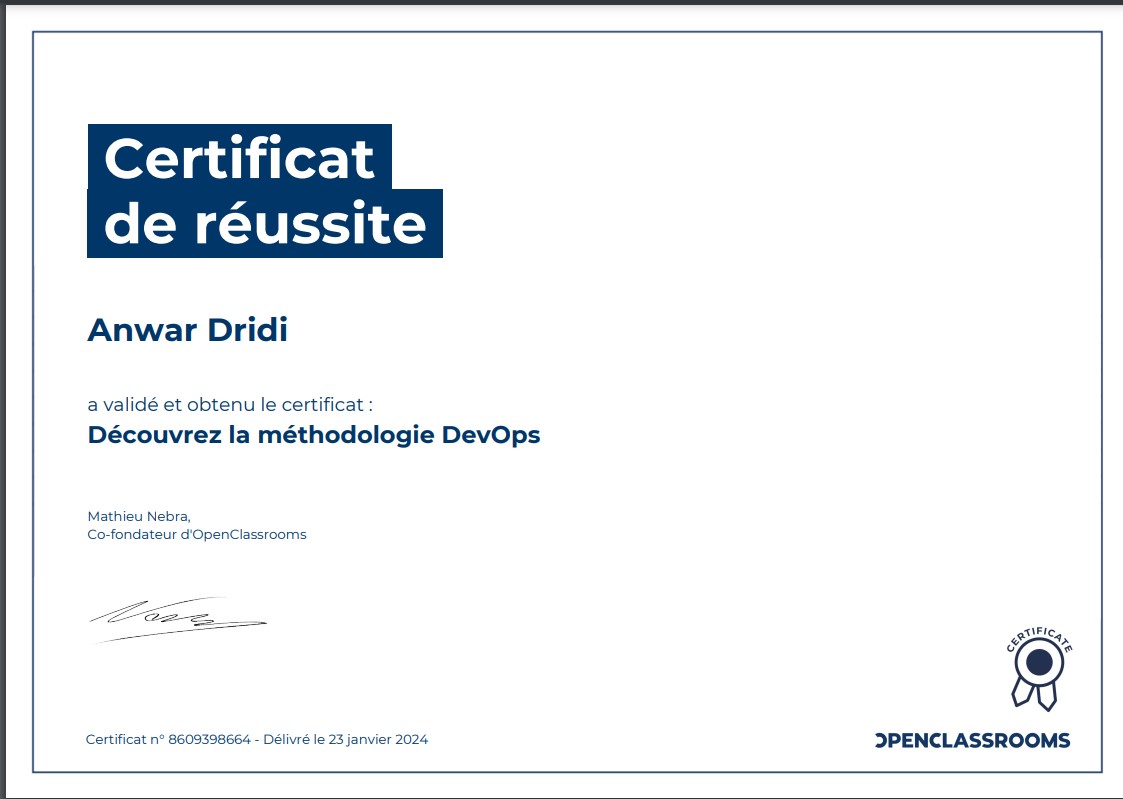 Certificat
de réussite
Anwar Dridi
a validé et obtenu le certificat :
Découvrez la méthodologie DevOps
Mathieu Nebra,
Co-fondateur d'OpenClassrooms
CERTIFICATE
Certificat n° 8609398664 - Délivré le 23 janvier 2024
OPENCLASSROOMS